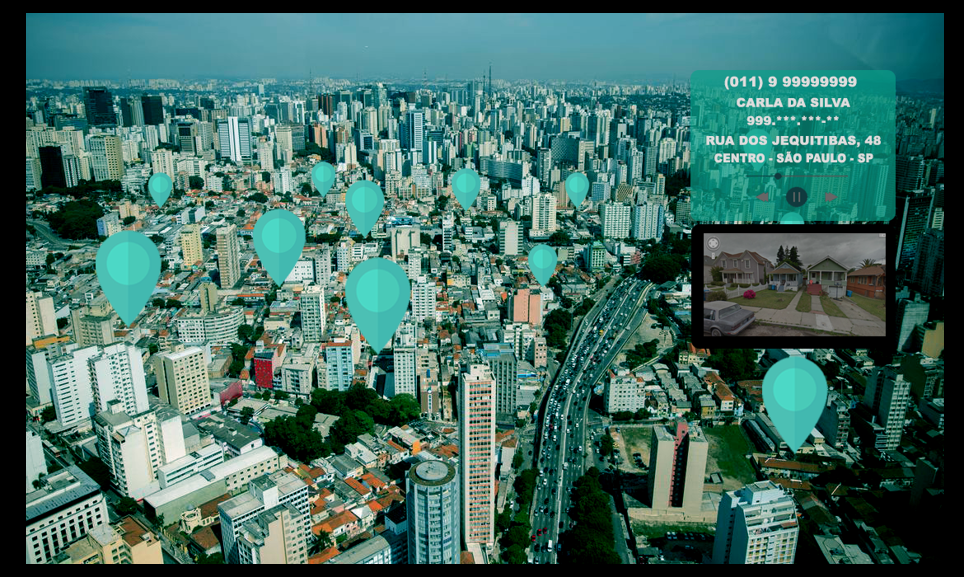 (011) 9 99999999
CARLA DA SILVA
999.***.***-**
RUA DOS JEQUITIBAS, 48
CENTRO - SÃO PAULO - SP